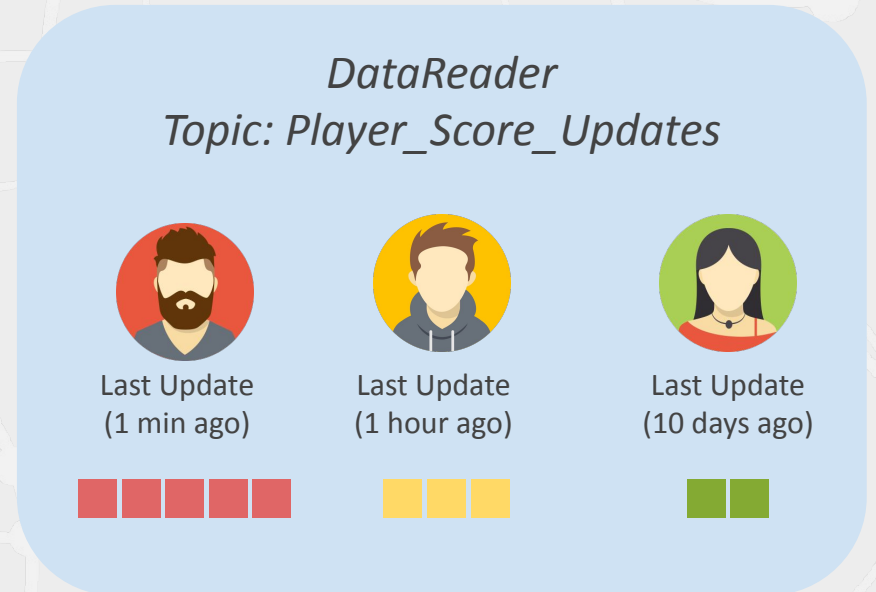 DataReader
Topic: Player_Score_Updates
Last Update
(1 min ago)
Last Update
(1 hour ago)
Last Update
(10 days ago)